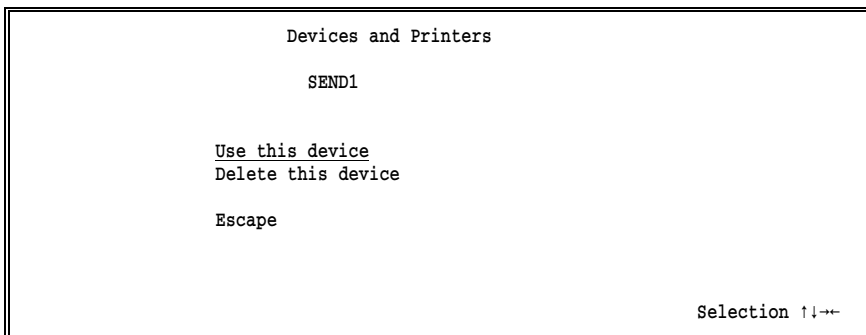 Devices and Printers
SEND1
Use this device
Delete this device
Escape
Selection ↑↓→←